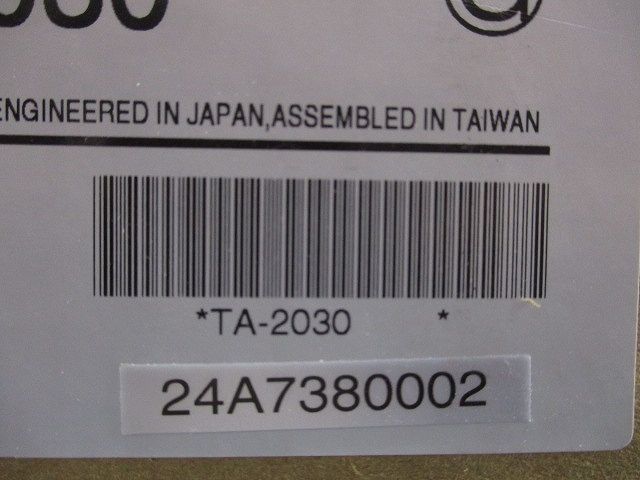 ENGINEERED IN JAPAN,ASSEMBLED IN TAIWAN
*TA-2030 *
24A7380002